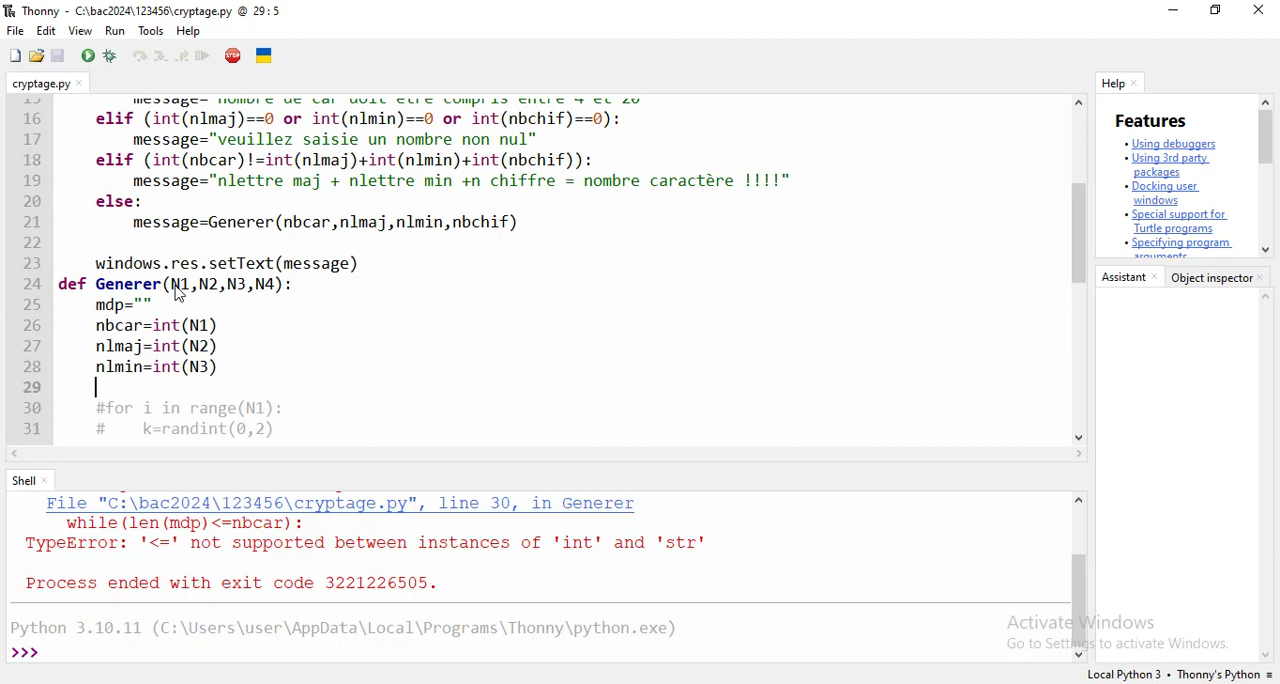 Thonny - C:\bac2024\123456\cryptage.py @ 29:5
File Edit View Run Tools Help
STOP
cryptage.py ×
15 message="nombre de car doit etre compris entre 4 et 20"
16 elif (int(nlmaj)==0 or int(nlmin)==0 or int(nbchif)==0):
17 message="veuillez saisie un nombre non nul"
18 elif (int(nbcar)!=int(nlmaj)+int(nlmin)+int(nbchif)):
19 message="nlettre maj + nlettre min +n chiffre = nombre caractère !!!!"
20 else:
21 message=Generer(nbcar,nlmaj,nlmin,nbchif)
22
23 windows.res.setText(message)
24 def Generer(N1,N2,N3,N4):
25 mdp=""
26 nbcar=int(N1)
27 nlmaj=int(N2)
28 nlmin=int(N3)
29
30 #for i in range(N1):
31 # k=randint(0,2)
Shell ×
File "C:\bac2024\123456\cryptage.py", line 30, in Generer
while(len(mdp)<=nbcar):
TypeError: '<=' not supported between instances of 'int' and 'str'
Process ended with exit code 3221226505.
Python 3.10.11 (C:\Users\user\AppData\Local\Programs\Thonny\python.exe)
>>>
Help ×
Features
• Using debuggers
• Using 3rd party
packages
• Docking user
windows
• Special support for
Turtle programs
• Specifying program
arguments
Assistant × Object inspector ×
Activate Windows
Go to Settings to activate Windows.
Local Python 3 • Thonny's Python ≡